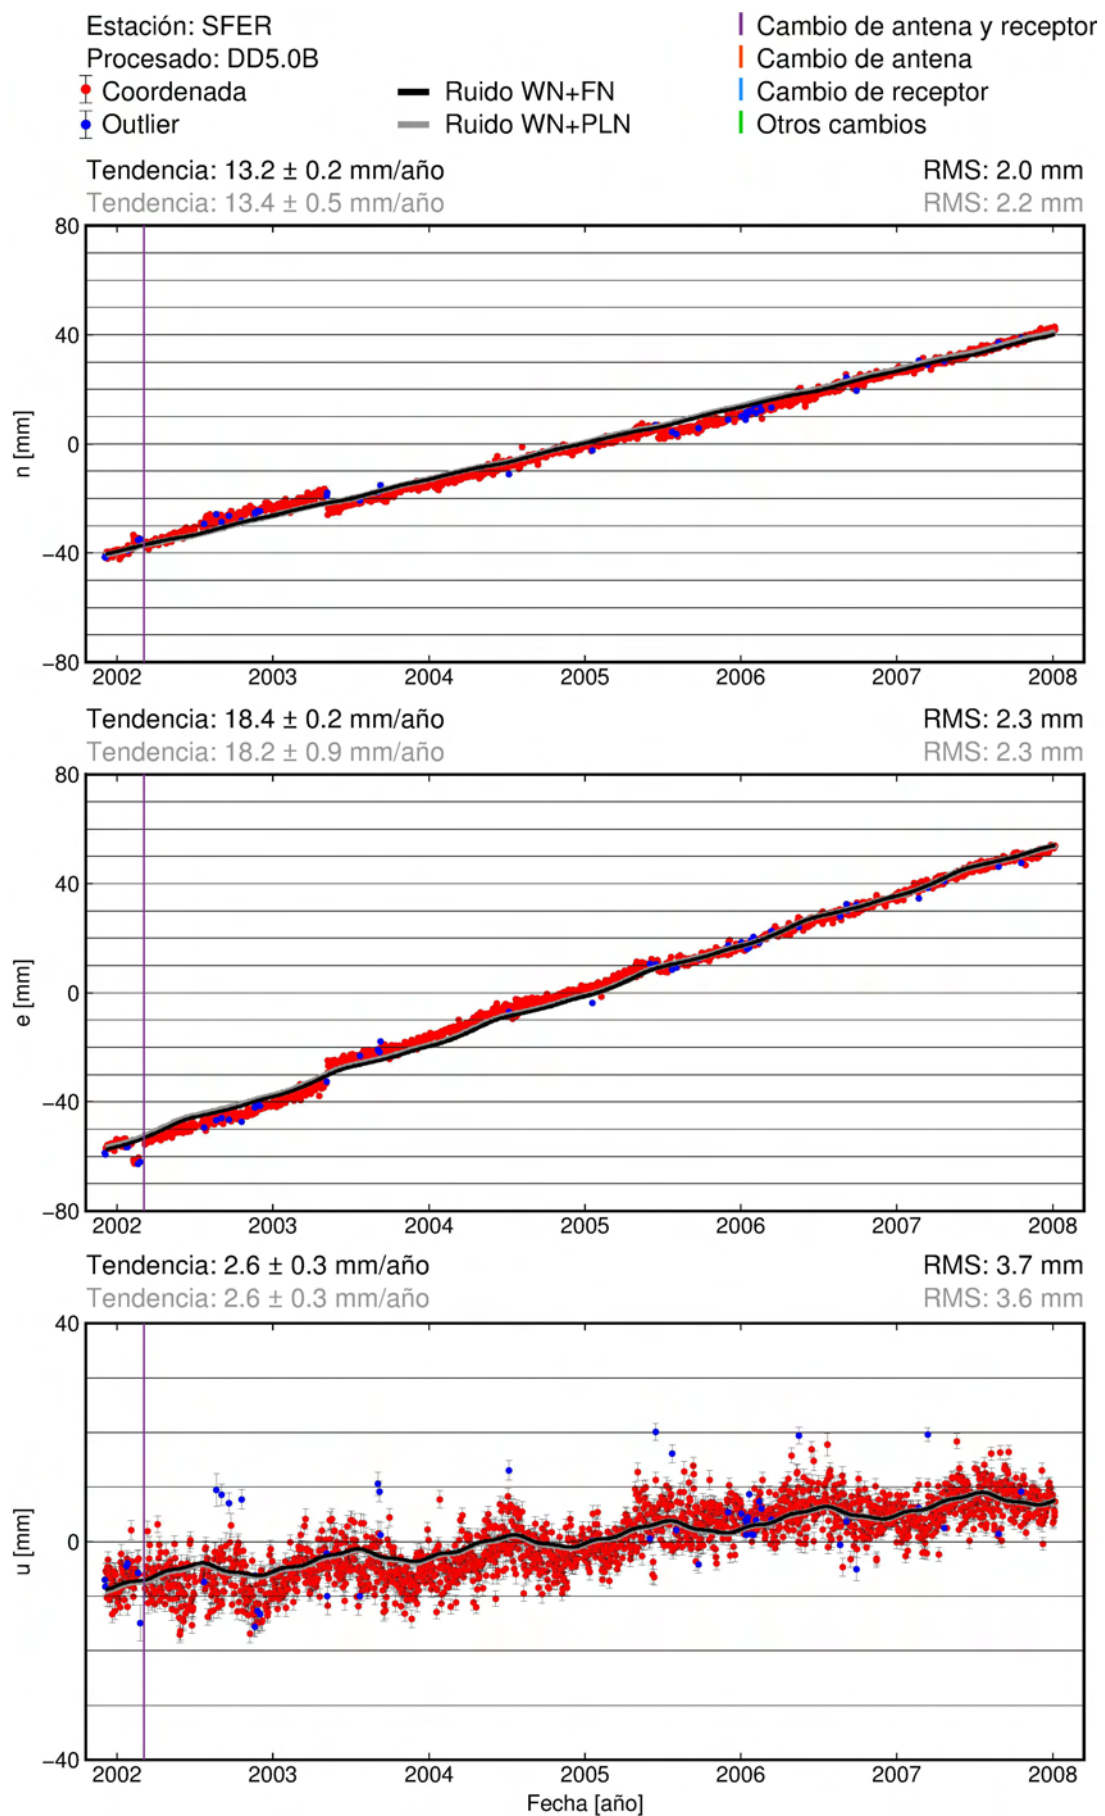 Estación: SFER
Procesado: DD5.0B
Coordenada
Outlier
Ruido WN+FN
Ruido WN+PLN
Cambio de antena y receptor
Cambio de antena
Cambio de receptor
Otros cambios
Tendencia: 13.2 ± 0.2 mm/año RMS: 2.0 mm
Tendencia: 13.4 ± 0.5 mm/año RMS: 2.2 mm
80
40
0
−40
−80
n [mm]
2002 2003 2004 2005 2006 2007 2008
Tendencia: 18.4 ± 0.2 mm/año RMS: 2.3 mm
Tendencia: 18.2 ± 0.9 mm/año RMS: 2.3 mm
80
40
0
−40
−80
e [mm]
2002 2003 2004 2005 2006 2007 2008
Tendencia: 2.6 ± 0.3 mm/año RMS: 3.7 mm
Tendencia: 2.6 ± 0.3 mm/año RMS: 3.6 mm
40
0
−40
u [mm]
2002 2003 2004 2005 2006 2007 2008
Fecha [año]